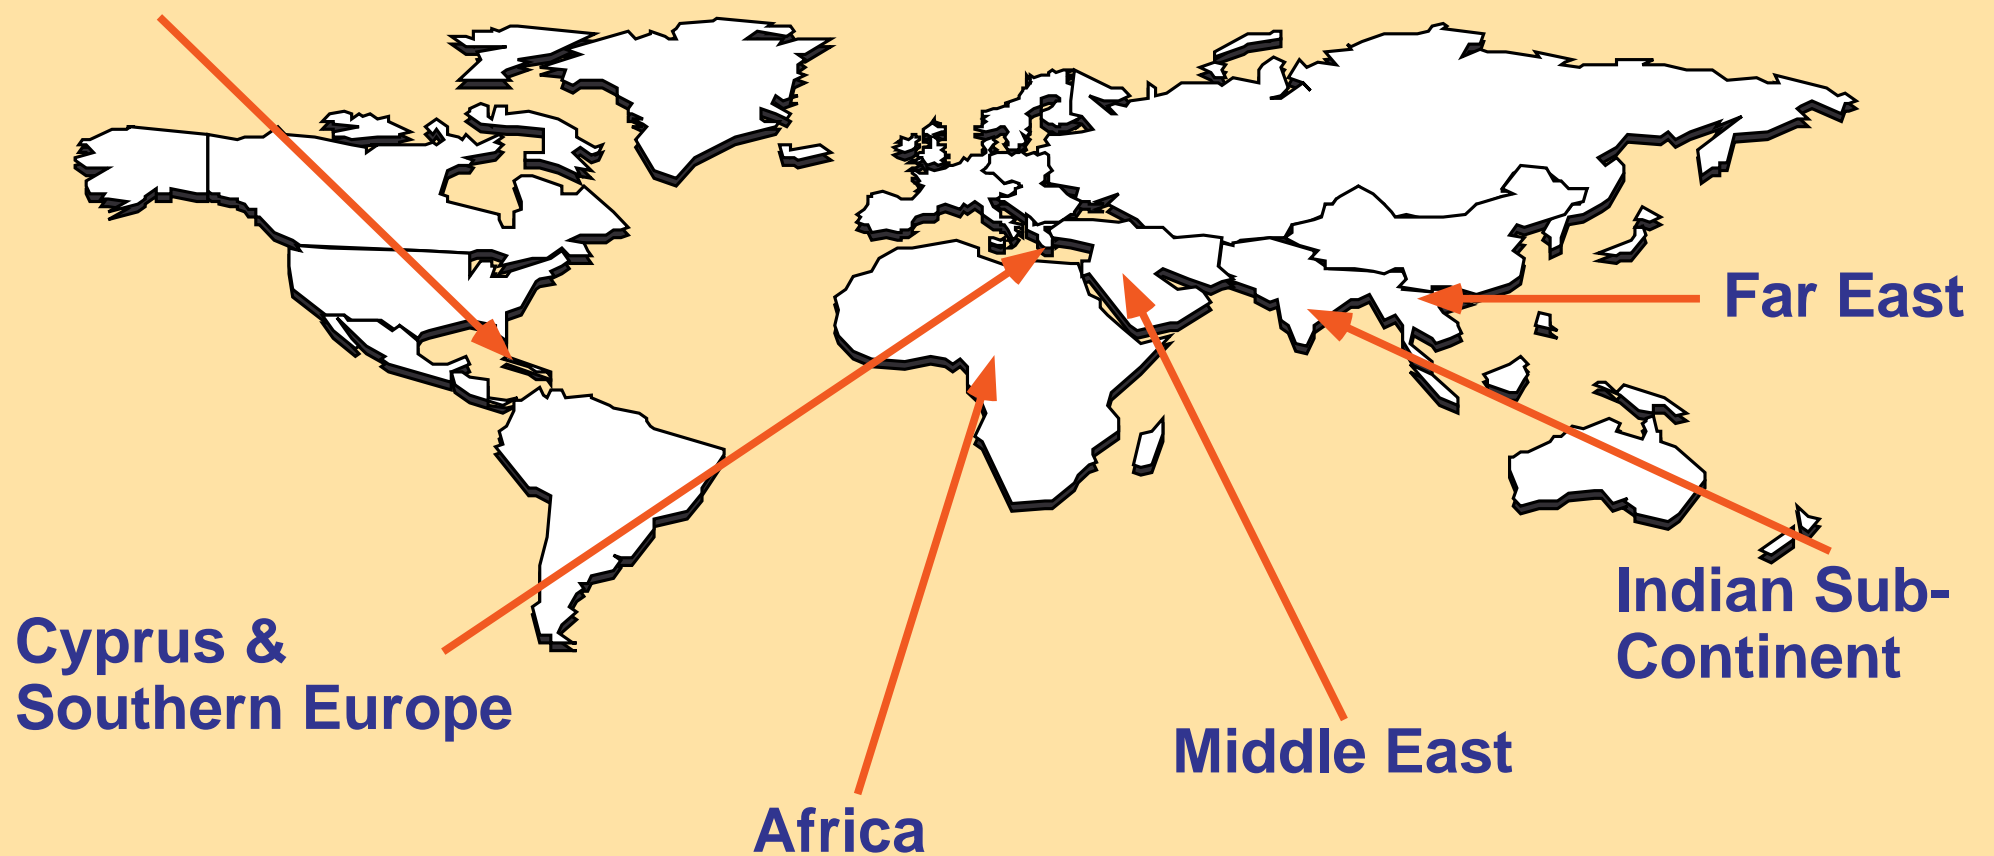 Far East
Indian Sub-
Continent
Cyprus &
Southern Europe
Middle East
Africa